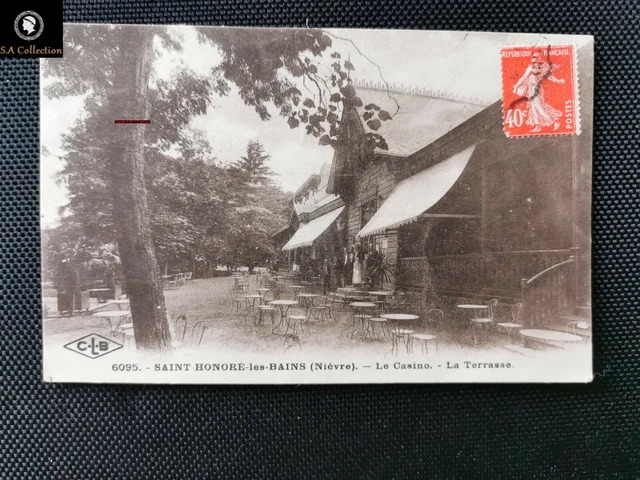 S.A Collection
REPUBLIQUE FRANÇAISE
40c POSTES
C-L-B
6095. - SAINT HONORÉ-les-BAINS (Nièvre). — Le Casino. - La Terrasse.